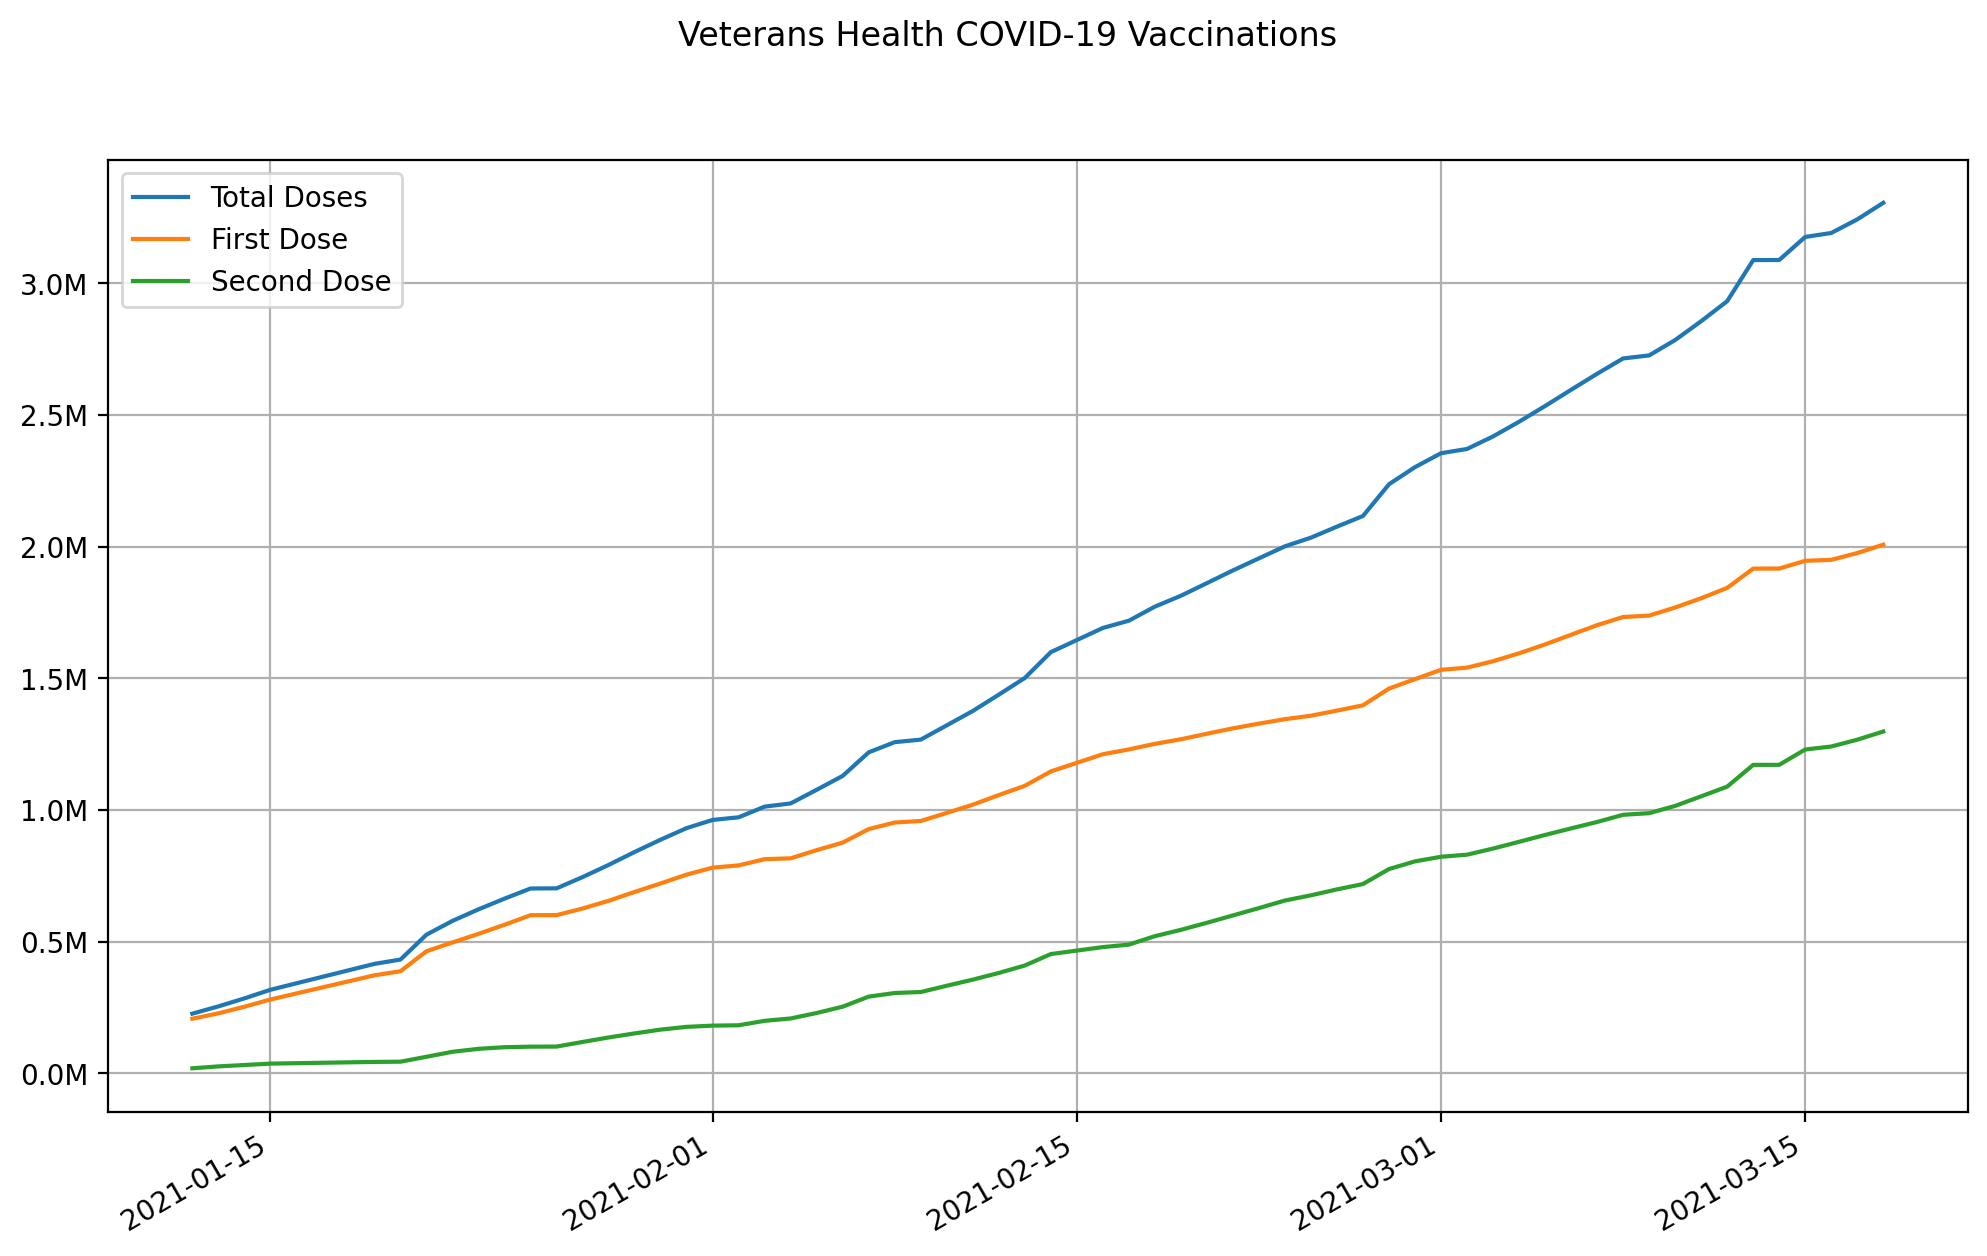 Veterans Health COVID-19 Vaccinations
Total Doses
First Dose
Second Dose
3.0M
2.5M
2.0M
1.5M
1.0M
0.5M
0.0M
2021-01-15
2021-02-01
2021-02-15
2021-03-01
2021-03-15